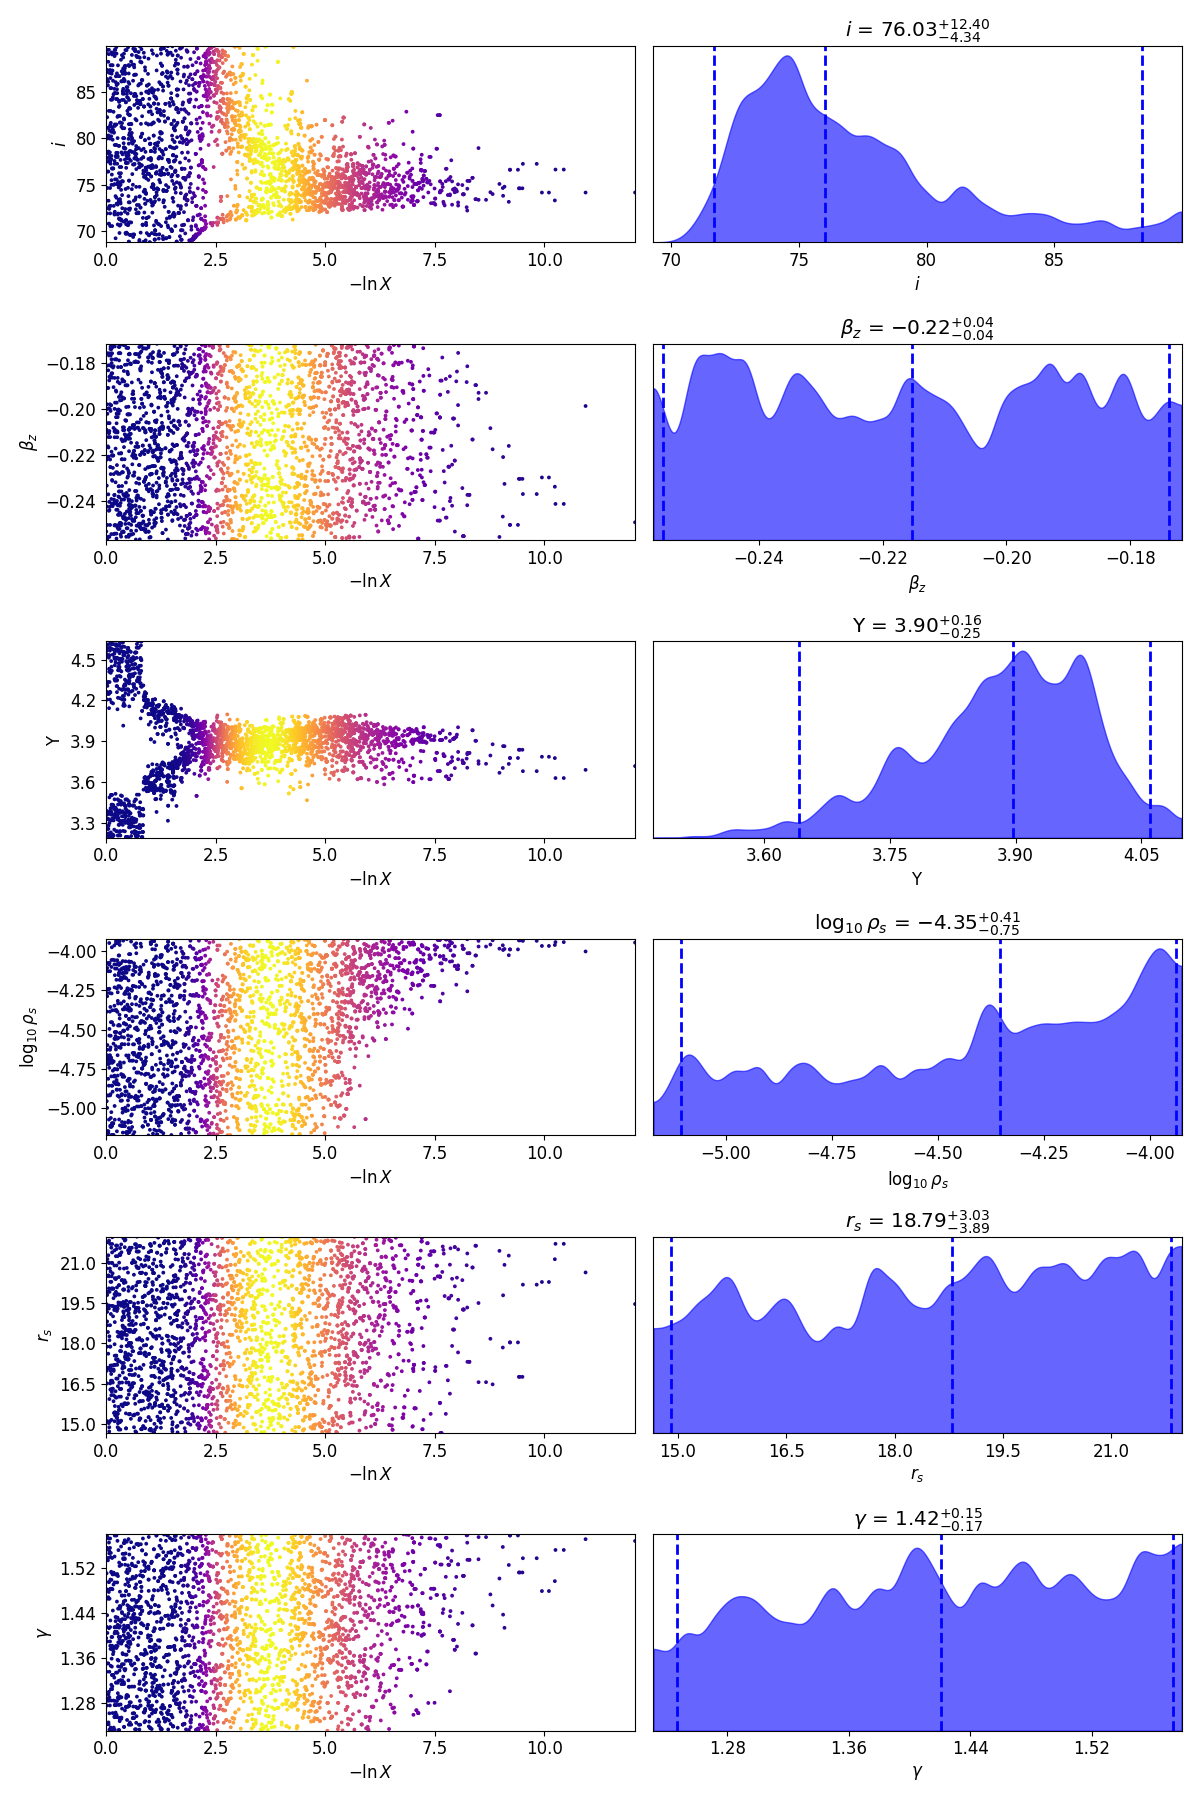 i = 76.03+12.40 −4.34
85
80
75
70
i
0.0 2.5 5.0 7.5 10.0
−ln X
70 75 80 85
i
βz = −0.22+0.04 −0.04
−0.18
−0.20
−0.22
−0.24
βz
0.0 2.5 5.0 7.5 10.0
−ln X
−0.24 −0.22 −0.20 −0.18
βz
Y = 3.90+0.16 −0.25
4.5
4.2
3.9
3.6
3.3
Y
0.0 2.5 5.0 7.5 10.0
−ln X
3.60 3.75 3.90 4.05
Y
log10 ρs = −4.35+0.41 −0.75
−4.00
−4.25
−4.50
−4.75
−5.00
log10 ρs
0.0 2.5 5.0 7.5 10.0
−ln X
−5.00 −4.75 −4.50 −4.25 −4.00
log10 ρs
rs = 18.79+3.03 −3.89
21.0
19.5
18.0
16.5
15.0
rs
0.0 2.5 5.0 7.5 10.0
−ln X
15.0 16.5 18.0 19.5 21.0
rs
γ = 1.42+0.15 −0.17
1.52
1.44
1.36
1.28
γ
0.0 2.5 5.0 7.5 10.0
−ln X
1.28 1.36 1.44 1.52
γ